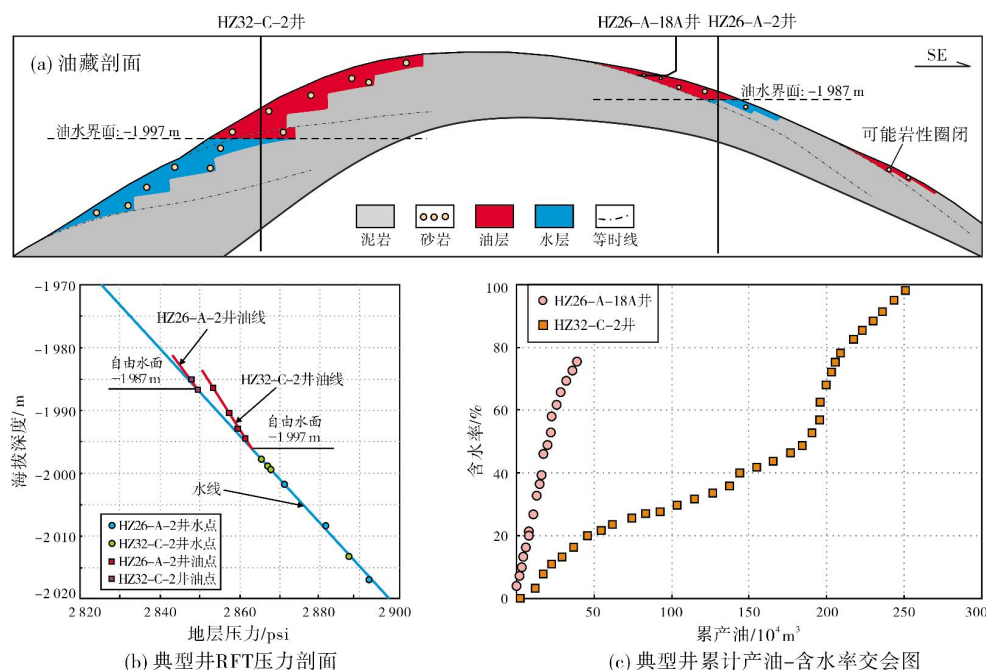 HZ32-C-2井
HZ26-A-18A井 HZ26-A-2井
(a) 油藏剖面
SE
油水界面: -1 987 m
油水界面: -1 997 m
可能岩性圈闭
泥岩 砂岩 油层 水层 等时线
-1 970
-1 980
-1 990
-2 000
-2 010
-2 020
海拔深度/m
HZ26-A-2井油线
自由水面
-1 987 m
HZ32-C-2井油线
自由水面
-1 997 m
水线
HZ26-A-2井水点
HZ32-C-2井水点
HZ26-A-2井油点
HZ32-C-2井油点
2 820 2 840 2 860 2 880 2 900
地层压力/psi
(b) 典型井RFT压力剖面
100
80
60
40
20
0
含水率/%
HZ26-A-18A井
HZ32-C-2井
50 100 150 200 250 300
累产油/10⁴m³
(c) 典型井累计产油-含水率交会图